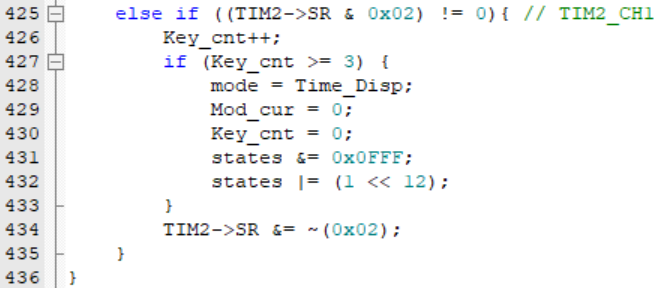 425 else if ((TIM2->SR & 0x02) != 0){ // TIM2_CH1
426 Key_cnt++;
427 if (Key_cnt >= 3) {
428 mode = Time_Disp;
429 Mod_cur = 0;
430 Key_cnt = 0;
431 states &= 0x0FFF;
432 states |= (1 << 12);
433 }
434 TIM2->SR &= ~(0x02);
435 }
436 }